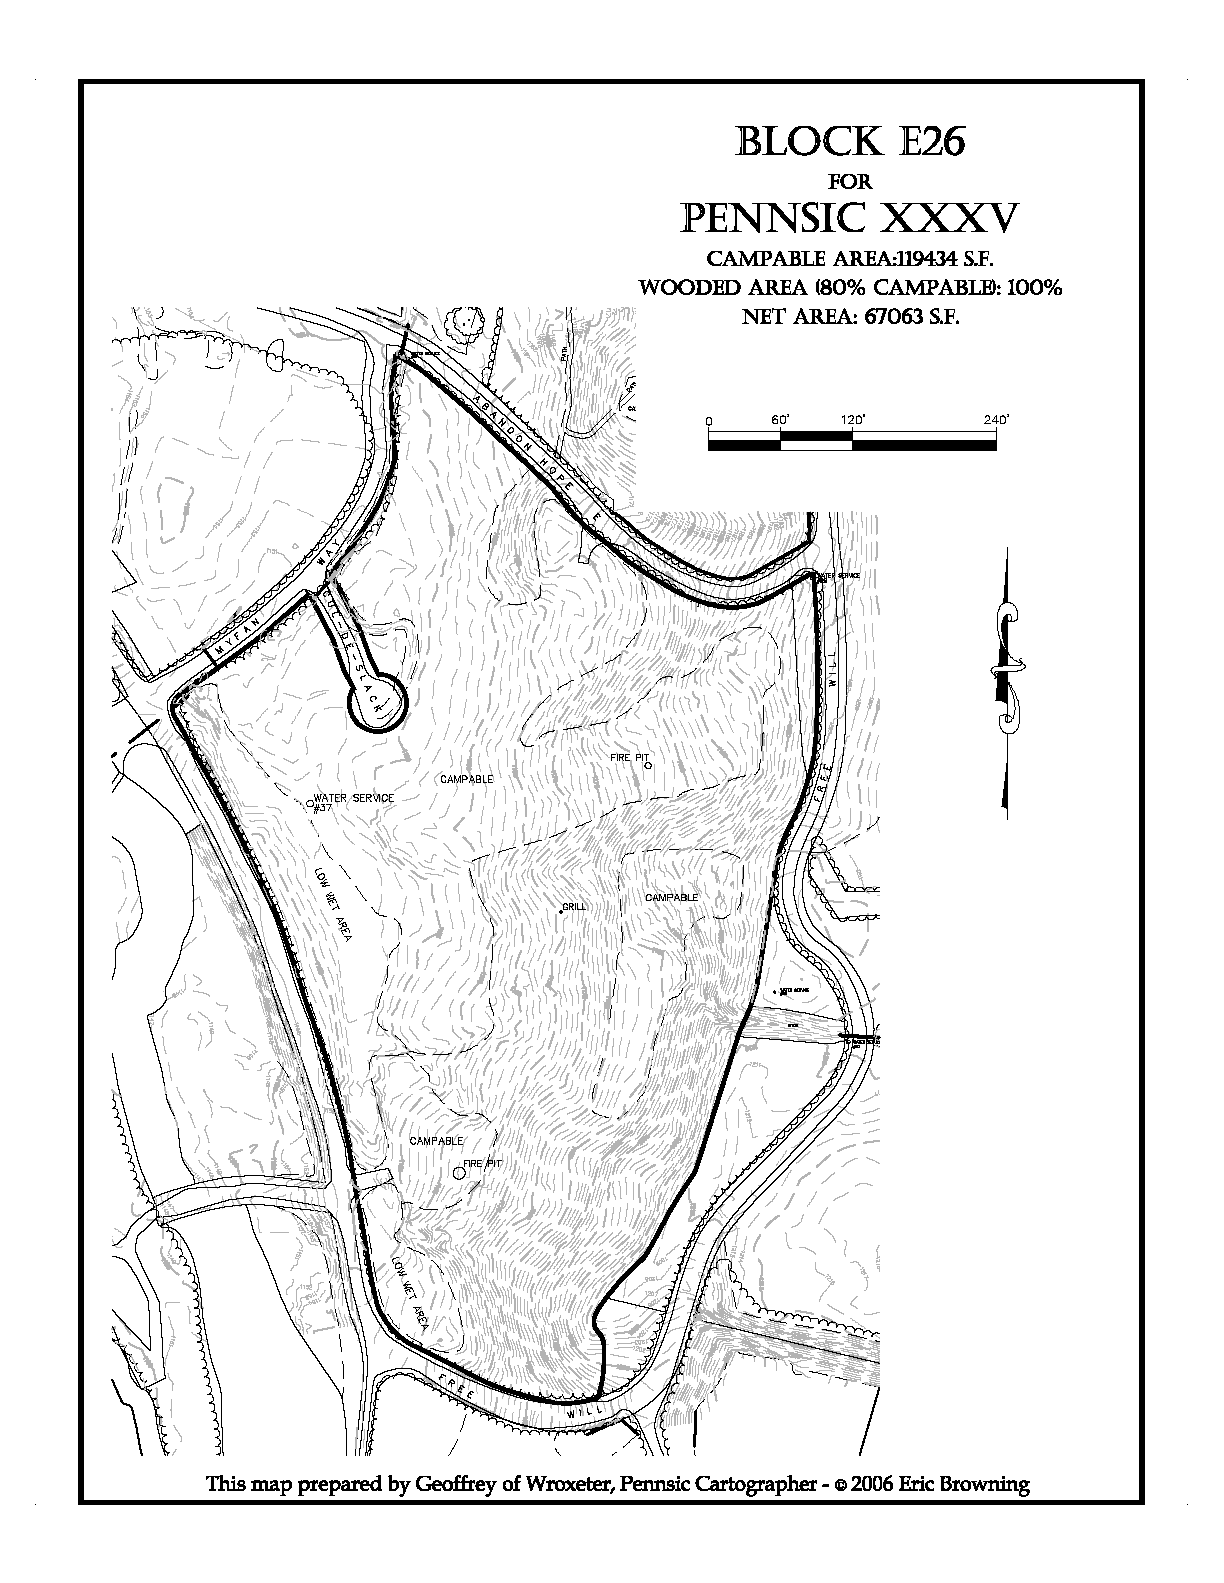 BLOCK E26
FOR
PENNSIC XXXV
CAMPABLE AREA:119434 S.F.
WOODED AREA (80% CAMPABLE): 100%
NET AREA: 67063 S.F.
0 60' 120' 240'
PATH
ABANDON HOPE
MYFAN WAY
CUL-DE-SLACK
WATER SERVICE
FREE WILL
FIRE PIT
CAMPABLE
WATER SERVICE
#37
LOW WET AREA
GRILL
CAMPABLE
CAMPABLE
FIRE PIT
LOW WET AREA
FREE WILL
This map prepared by Geoffrey of Wroxeter, Pennsic Cartographer - © 2006 Eric Browning